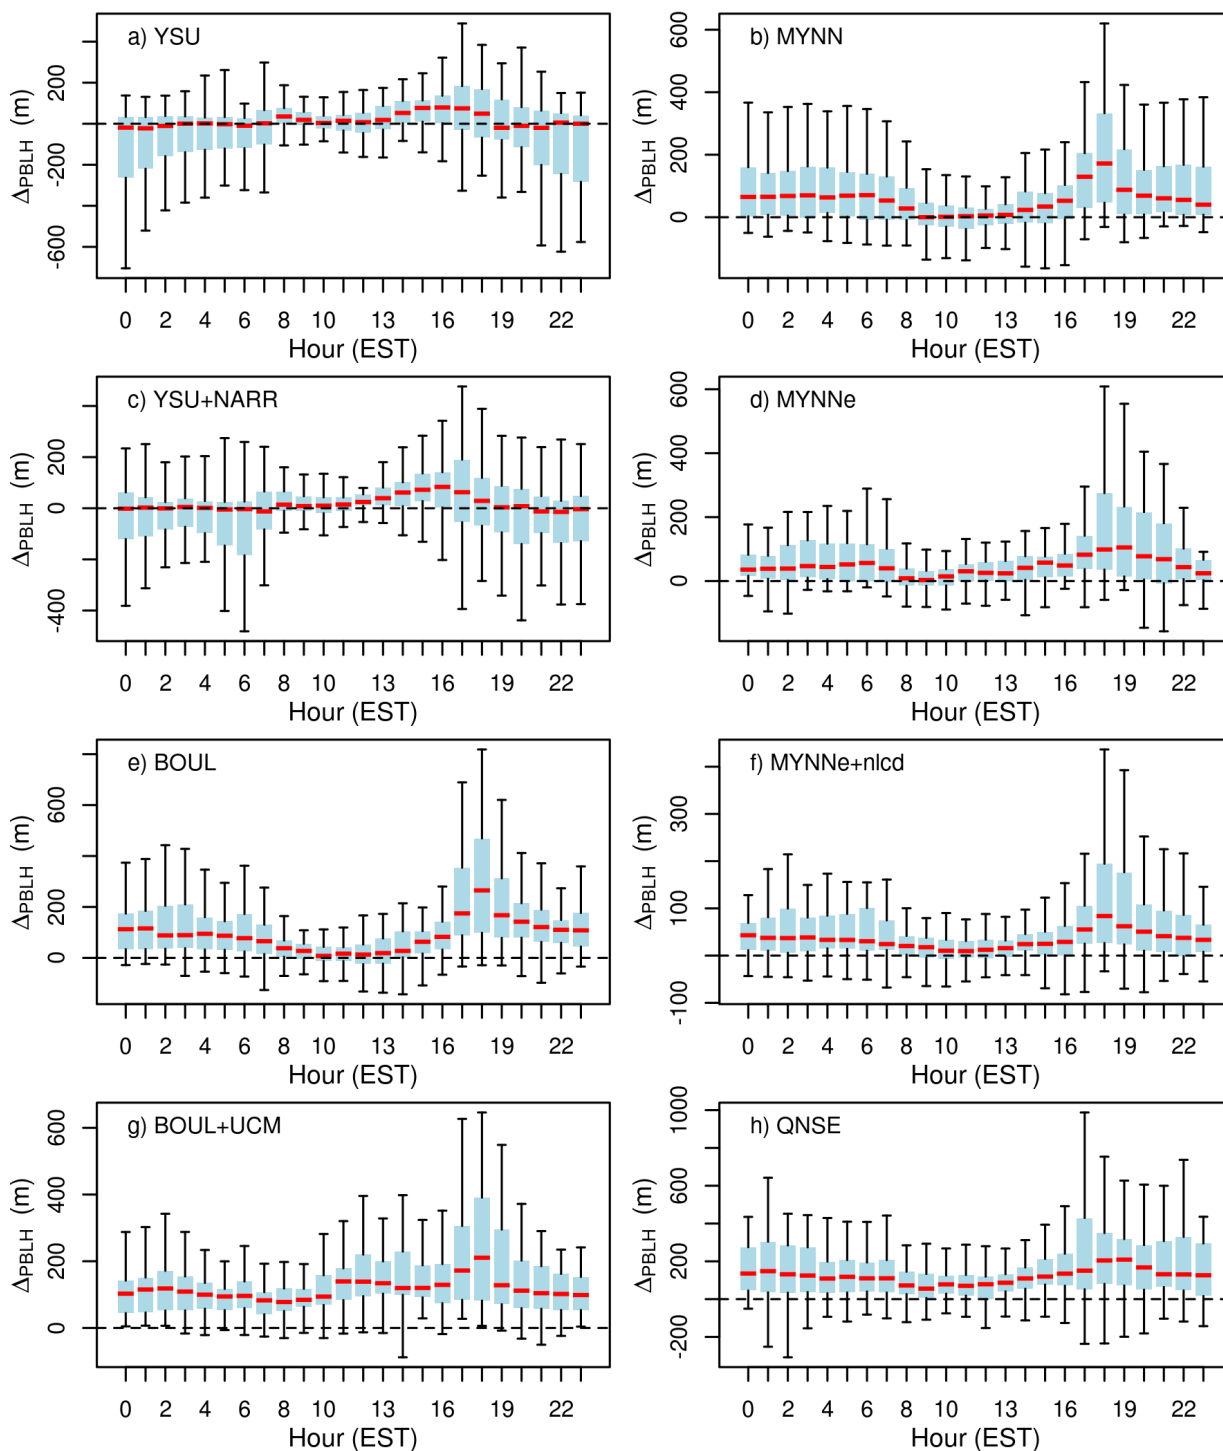 a) YSU
200
-200
-600
Δ_PBLH (m)
0 2 4 6 8 10 13 16 19 22
Hour (EST)
b) MYNN
600
400
200
0
Δ_PBLH (m)
0 2 4 6 8 10 13 16 19 22
Hour (EST)
c) YSU+NARR
200
0
-400
Δ_PBLH (m)
0 2 4 6 8 10 13 16 19 22
Hour (EST)
d) MYNNe
600
400
200
0
Δ_PBLH (m)
0 2 4 6 8 10 13 16 19 22
Hour (EST)
e) BOUL
600
200
0
Δ_PBLH (m)
0 2 4 6 8 10 13 16 19 22
Hour (EST)
f) MYNNe+nlcd
300
100
-100
Δ_PBLH (m)
0 2 4 6 8 10 13 16 19 22
Hour (EST)
g) BOUL+UCM
600
400
200
0
Δ_PBLH (m)
0 2 4 6 8 10 13 16 19 22
Hour (EST)
h) QNSE
1000
600
200
-200
Δ_PBLH (m)
0 2 4 6 8 10 13 16 19 22
Hour (EST)